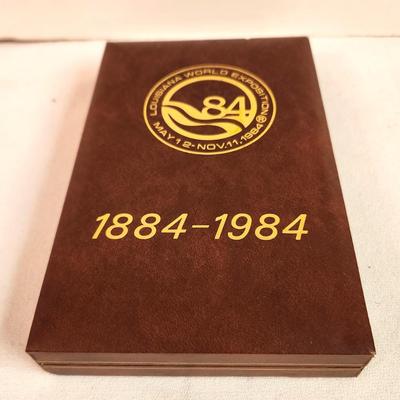 LOUISIANA WORLD EXPOSITION
84
MAY 12-NOV.11.1984 ®
1884-1984